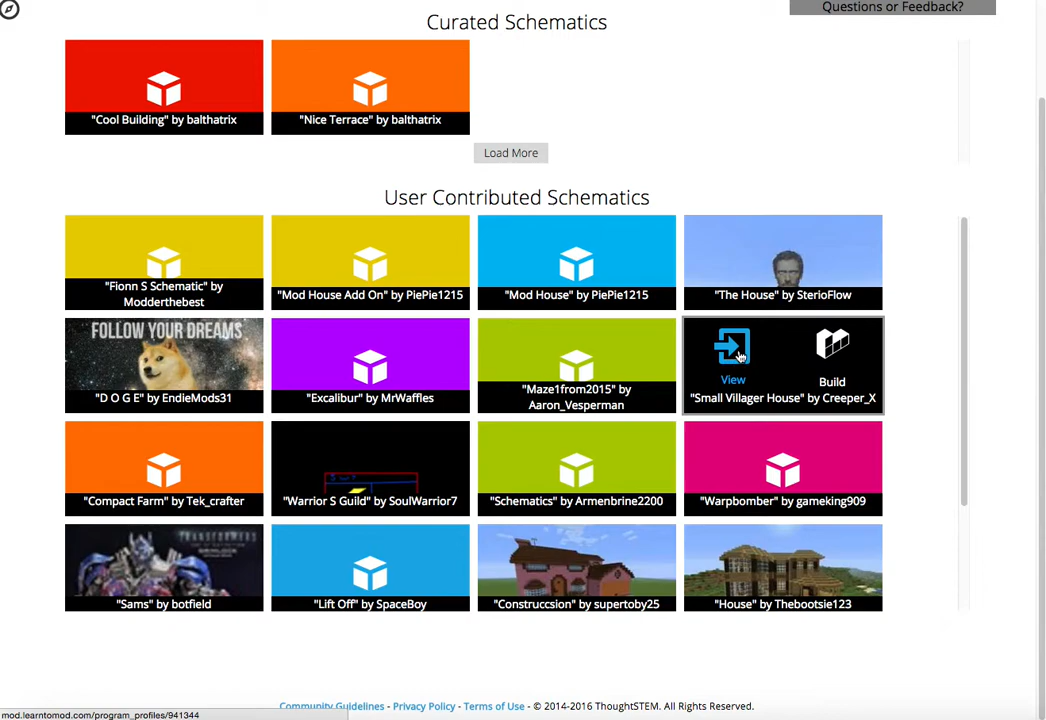 Questions or Feedback?
Curated Schematics
"Cool Building" by balthatrix
"Nice Terrace" by balthatrix
Load More
User Contributed Schematics
"Fionn S Schematic" by
Modderthebest
"Mod House Add On" by PiePie1215
"Mod House" by PiePie1215
"The House" by SterioFlow
FOLLOW YOUR DREAMS
"D O G E" by EndieMods31
"Excalibur" by MrWaffles
"Maze1from2015" by
Aaron_Vesperman
View
Build
"Small Villager House" by Creeper_X
"Compact Farm" by Tek_crafter
"Warrior S Guild" by SoulWarrior7
"Schematics" by Armenbrine2200
"Warpbomber" by gameking909
TRANSFORMERS
"Sams" by botfield
"Lift Off" by SpaceBoy
"Construccsion" by supertoby25
"House" by Thebootsie123
Community Guidelines - Privacy Policy - Terms of Use - © 2014-2016 ThoughtSTEM. All Rights Reserved.
mod.learntomod.com/program_profiles/941344